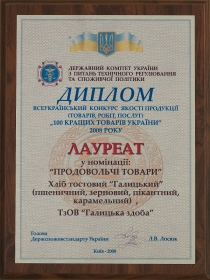 ДЕРЖАВНИЙ КОМІТЕТ УКРАЇНИ
З ПИТАНЬ ТЕХНІЧНОГО РЕГУЛЮВАННЯ
ТА СПОЖИВЧОЇ ПОЛІТИКИ
ДИПЛОМ
ВСЕУКРАЇНСЬКИЙ КОНКУРС ЯКОСТІ ПРОДУКЦІЇ
(ТОВАРІВ, РОБІТ, ПОСЛУГ)
"100 КРАЩИХ ТОВАРІВ УКРАЇНИ"
2008 РОКУ
ЛАУРЕАТ
у номінації:
"ПРОДОВОЛЬЧІ ТОВАРИ"
Хліб тостовий "Галицький"
(пшеничний, зерновий, пікантний,
карамельний)
ТзОВ "Галицька здоба"
Голова
Держспоживстандарту України Л.В. Лосюк
Київ - 2008